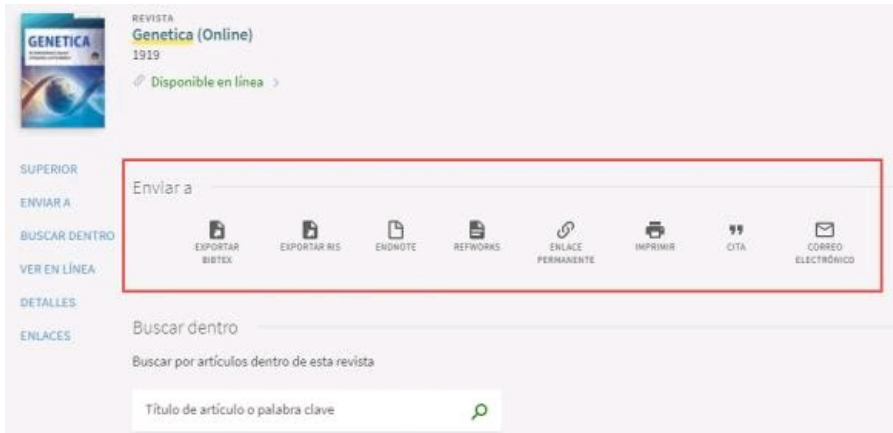 GENETICA
REVISTA
Genetica (Online)
1919
Disponible en línea
SUPERIOR
ENVIAR A
BUSCAR DENTRO
VER EN LÍNEA
DETALLES
ENLACES
Enviar a
EXPORTAR
BIBTEX
EXPORTAR RIS
ENDNOTE
REFWORKS
ENLACE
PERMANENTE
IMPRIMIR
CITA
CORREO
ELECTRÓNICO
Buscar dentro
Buscar por artículos dentro de esta revista
Título de artículo o palabra clave